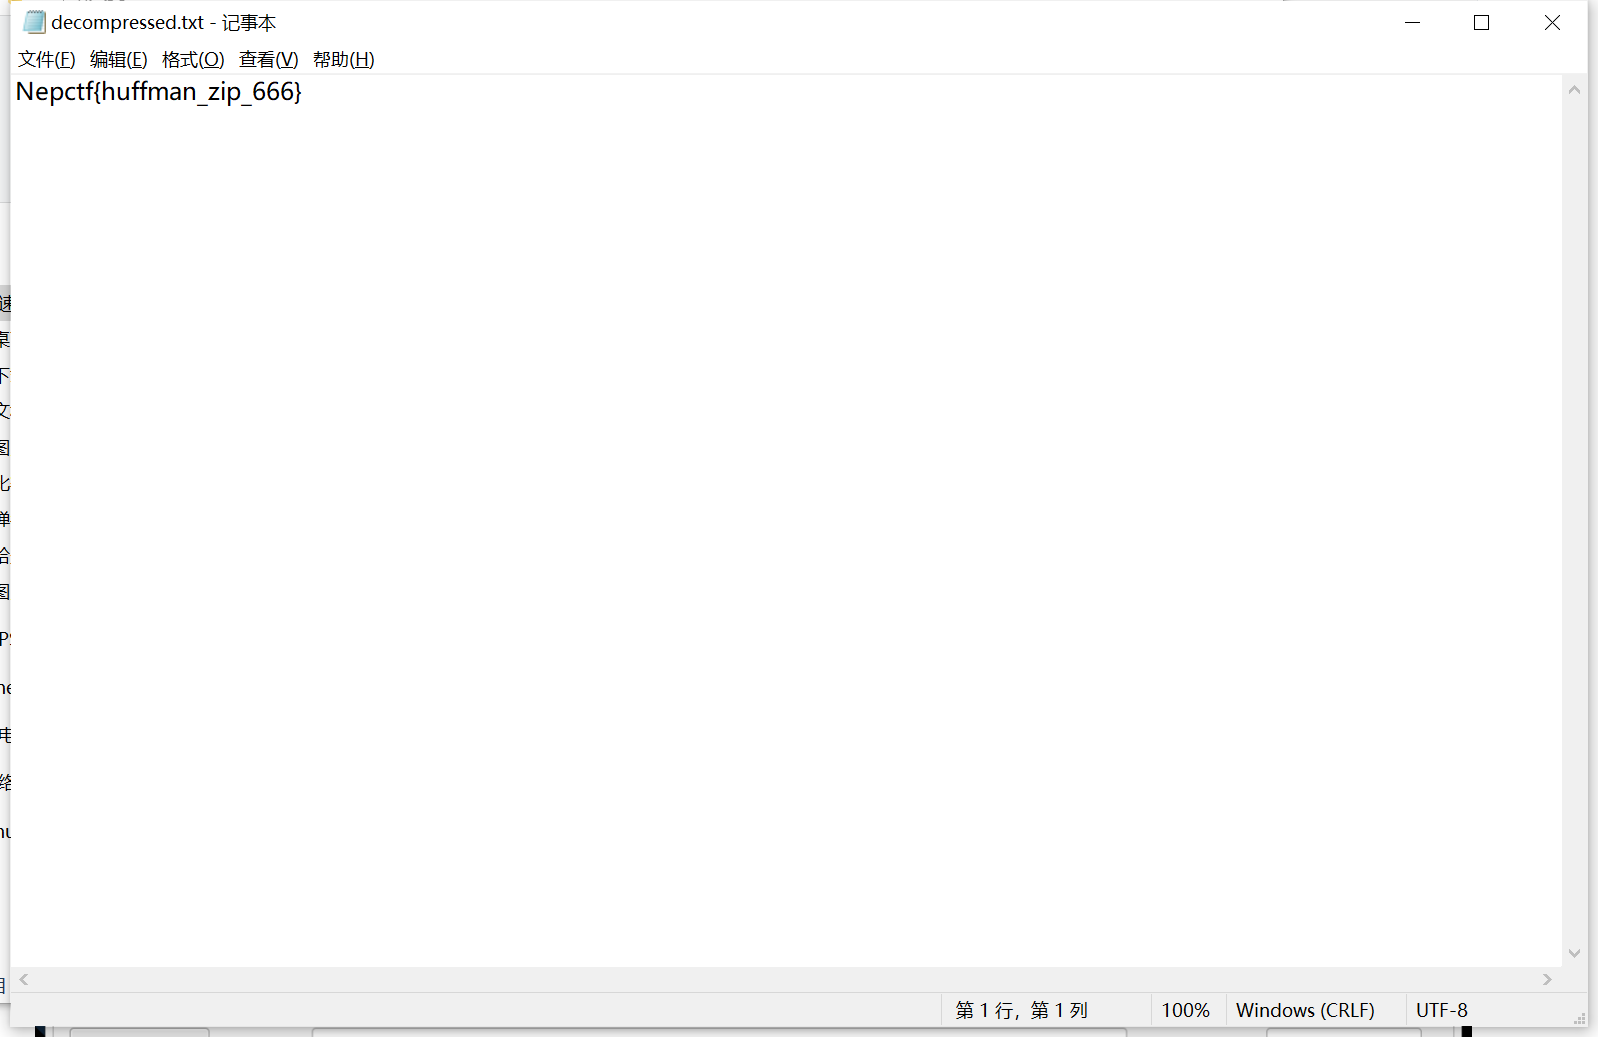 decompressed.txt - 记事本
文件(F) 编辑(E) 格式(O) 查看(V) 帮助(H)
Nepctf{huffman_zip_666}
第 1 行，第 1 列 100% Windows (CRLF) UTF-8